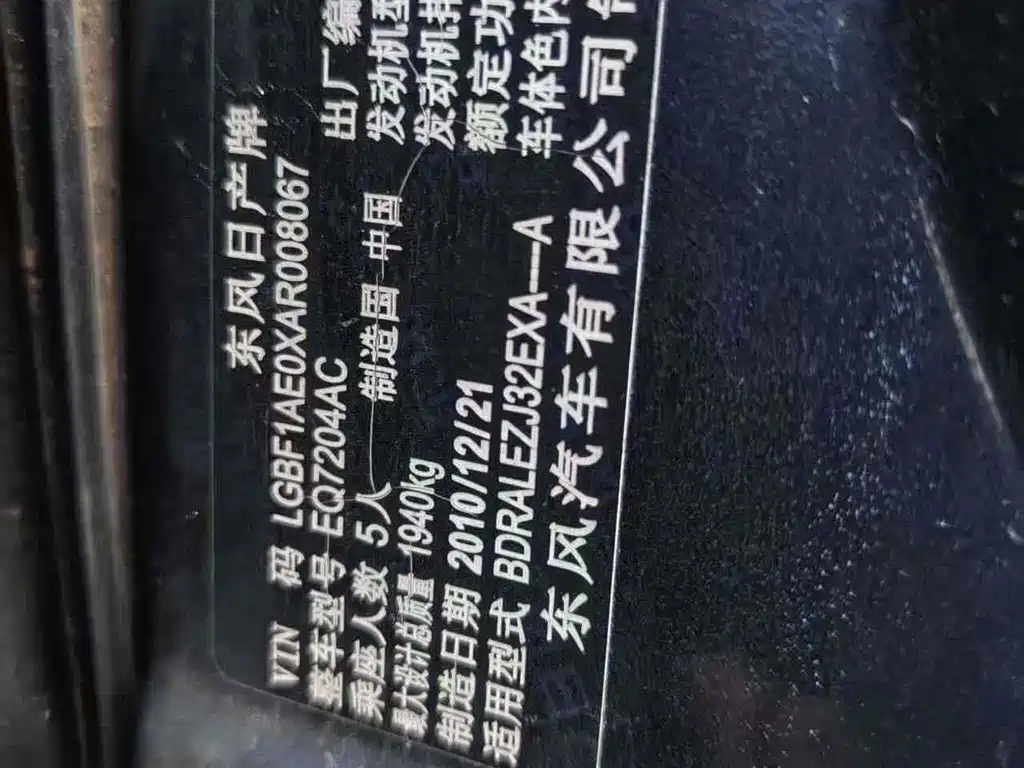 东风日产牌
VIN 码 LGBF1AE0XAR008067 出厂编
整车型号 EQ7204AC 发动机型
乘座人数 5人 制造国 中国 发动机排
最大设计总质量 1940kg 额定功
制造日期 2010/12/21 车体色内
适用型式 BDRALEZJ32EXA—A
东风汽车有限公司